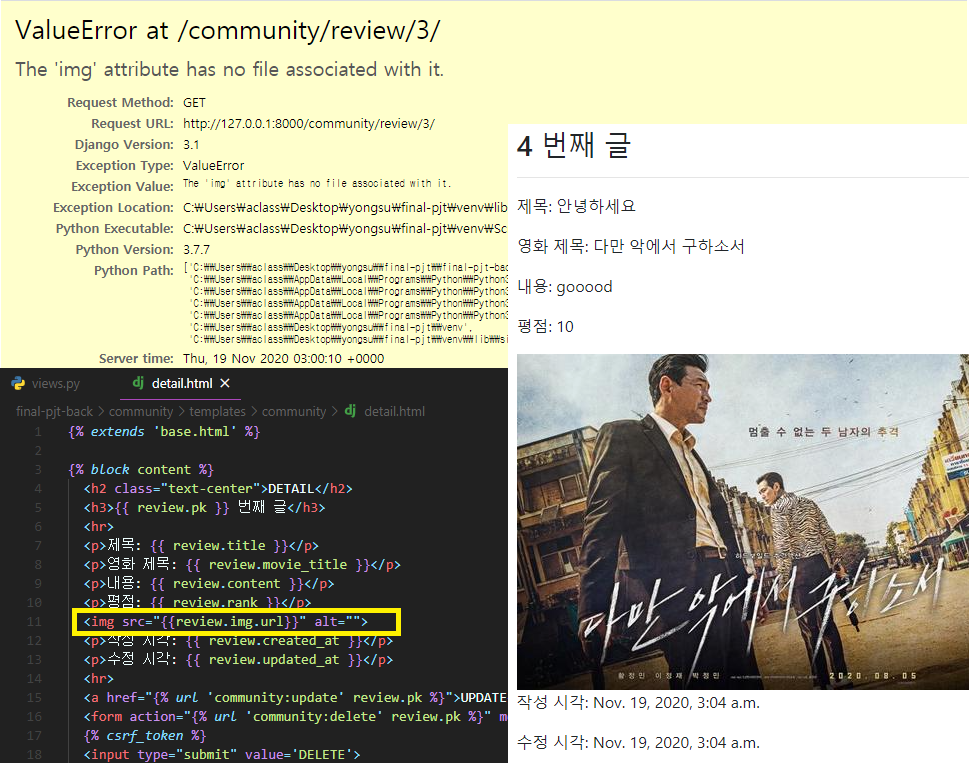 ValueError at /community/review/3/
The 'img' attribute has no file associated with it.
Request Method: GET
Request URL: http://127.0.0.1:8000/community/review/3/
Django Version: 3.1
Exception Type: ValueError
Exception Value: The 'img' attribute has no file associated with it.
Exception Location: C:₩Users₩aclass₩Desktop₩yongsu₩final-pjt₩venv₩lib
Python Executable: C:₩Users₩aclass₩Desktop₩yongsu₩final-pjt₩venv₩Sc
Python Version: 3.7.7
Python Path: ['C:₩₩Users₩₩aclass₩₩Desktop₩₩yongsu₩₩final-pjt₩₩final-pjt-bac
'C:₩₩Users₩₩aclass₩₩AppData₩₩Local₩₩Programs₩₩Python₩₩Python3
'C:₩₩Users₩₩aclass₩₩AppData₩₩Local₩₩Programs₩₩Python₩₩Python3
'C:₩₩Users₩₩aclass₩₩AppData₩₩Local₩₩Programs₩₩Python₩₩Python3
'C:₩₩Users₩₩aclass₩₩AppData₩₩Local₩₩Programs₩₩Python₩₩Python3
'C:₩₩Users₩₩aclass₩₩Desktop₩₩yongsu₩₩final-pjt₩₩venv',
'C:₩₩Users₩₩aclass₩₩Desktop₩₩yongsu₩₩final-pjt₩₩venv₩₩lib₩₩si
Server time: Thu, 19 Nov 2020 03:00:10 +0000
views.py detail.html ×
final-pjt-back > community > templates > community > detail.html
1 {% extends 'base.html' %}
2
3 {% block content %}
4 <h2 class="text-center">DETAIL</h2>
5 <h3>{{ review.pk }} 번째 글</h3>
6 <hr>
7 <p>제목: {{ review.title }}</p>
8 <p>영화 제목: {{ review.movie_title }}</p>
9 <p>내용: {{ review.content }}</p>
10 <p>평점: {{ review.rank }}</p>
11 <img src="{{review.img.url}}" alt="">
12 <p>작성 시각: {{ review.created_at }}</p>
13 <p>수정 시각: {{ review.updated_at }}</p>
14 <hr>
15 <a href="{% url 'community:update' review.pk %}">UPDATE
16 <form action="{% url 'community:delete' review.pk %}" m
17 {% csrf_token %}
18 <input type="submit" value='DELETE'>
4 번째 글
제목: 안녕하세요
영화 제목: 다만 악에서 구하소서
내용: gooood
평점: 10
멈출 수 없는 두 남자의 추격
하드보일드 추격액션
다만 악에서 구하소서
황정민 이정재 박정민
2020.08.05
작성 시각: Nov. 19, 2020, 3:04 a.m.
수정 시각: Nov. 19, 2020, 3:04 a.m.